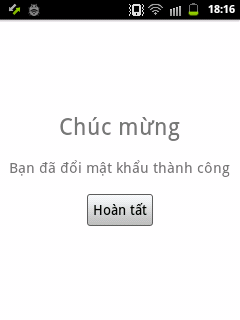 18:16
Chúc mừng
Bạn đã đổi mật khẩu thành công
Hoàn tất